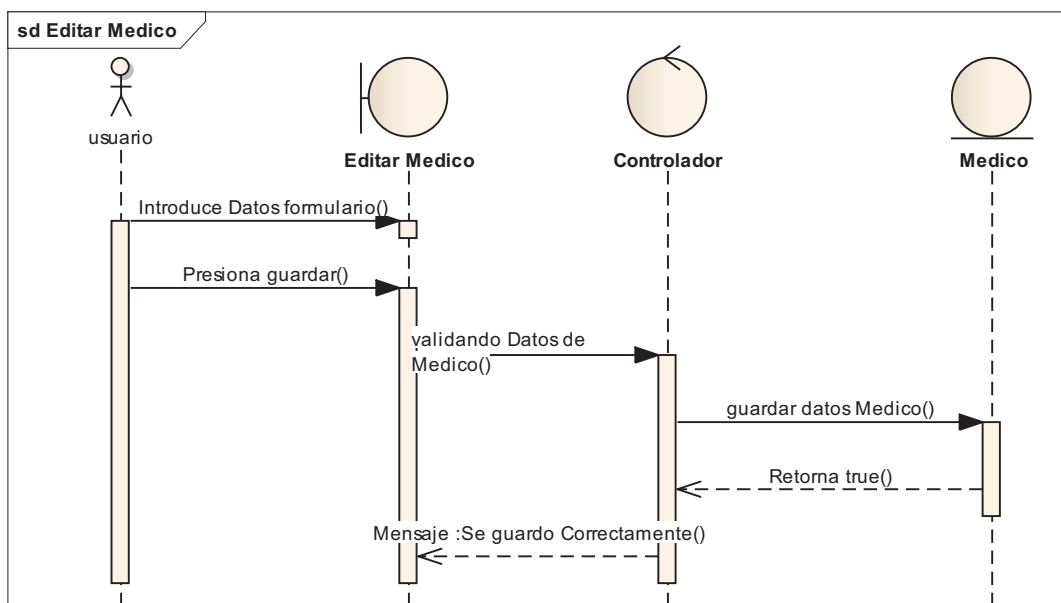 sd Editar Medico
usuario
Editar Medico
Controlador
Medico
Introduce Datos formulario()
Presiona guardar()
validando Datos de
Medico()
guardar datos Medico()
Retorna true()
Mensaje :Se guardo Correctamente()